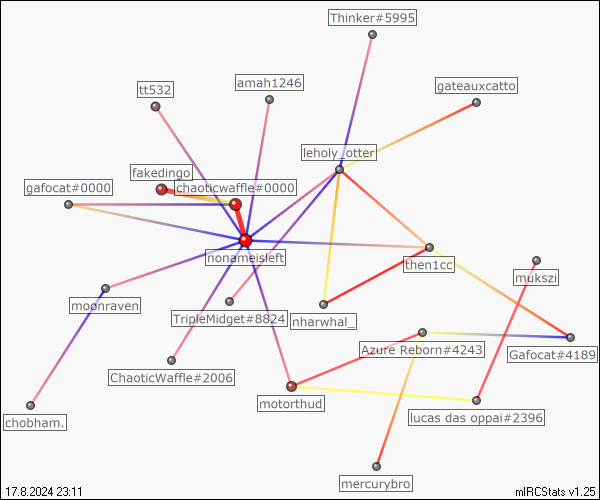 Thinker#5995
tt532
amah1246
gateauxcatto
leholy_otter
fakedingo
gafocat#0000
chaoticwaffle#0000
nonameisleft
then1cc
mukszi
moonraven
TripleMidget#8824
nharwhal_
Azure Reborn#4243
Gafocat#4189
ChaoticWaffle#2006
motorthud
lucas das oppai#2396
chobham.
mercurybro
17.8.2024 23:11
mIRCStats v1.25